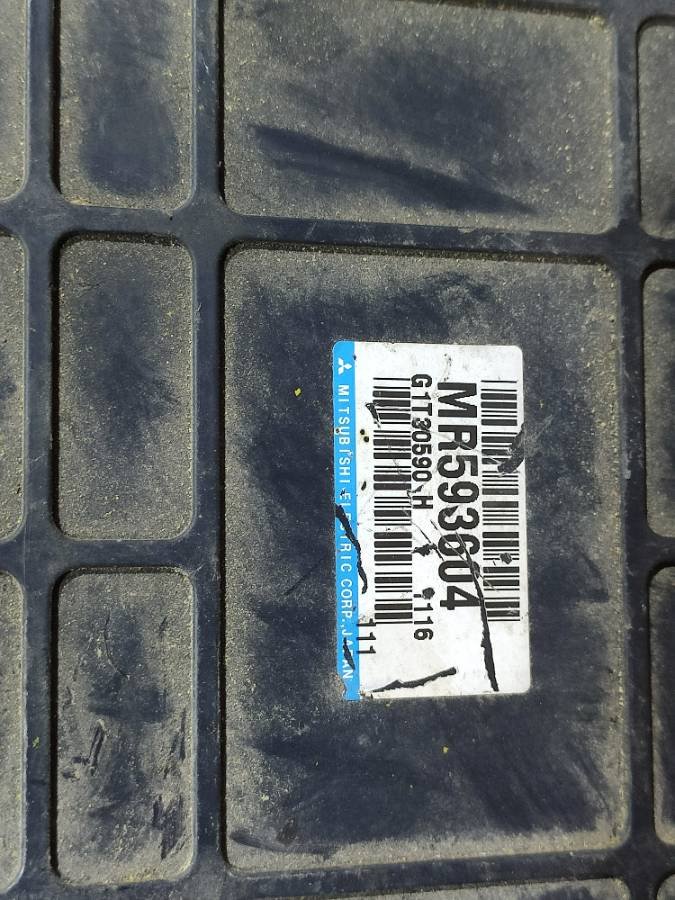 MR593604
G1T30590 H 1116
111
MITSUBISHI ELECTRIC CORP., JAPAN